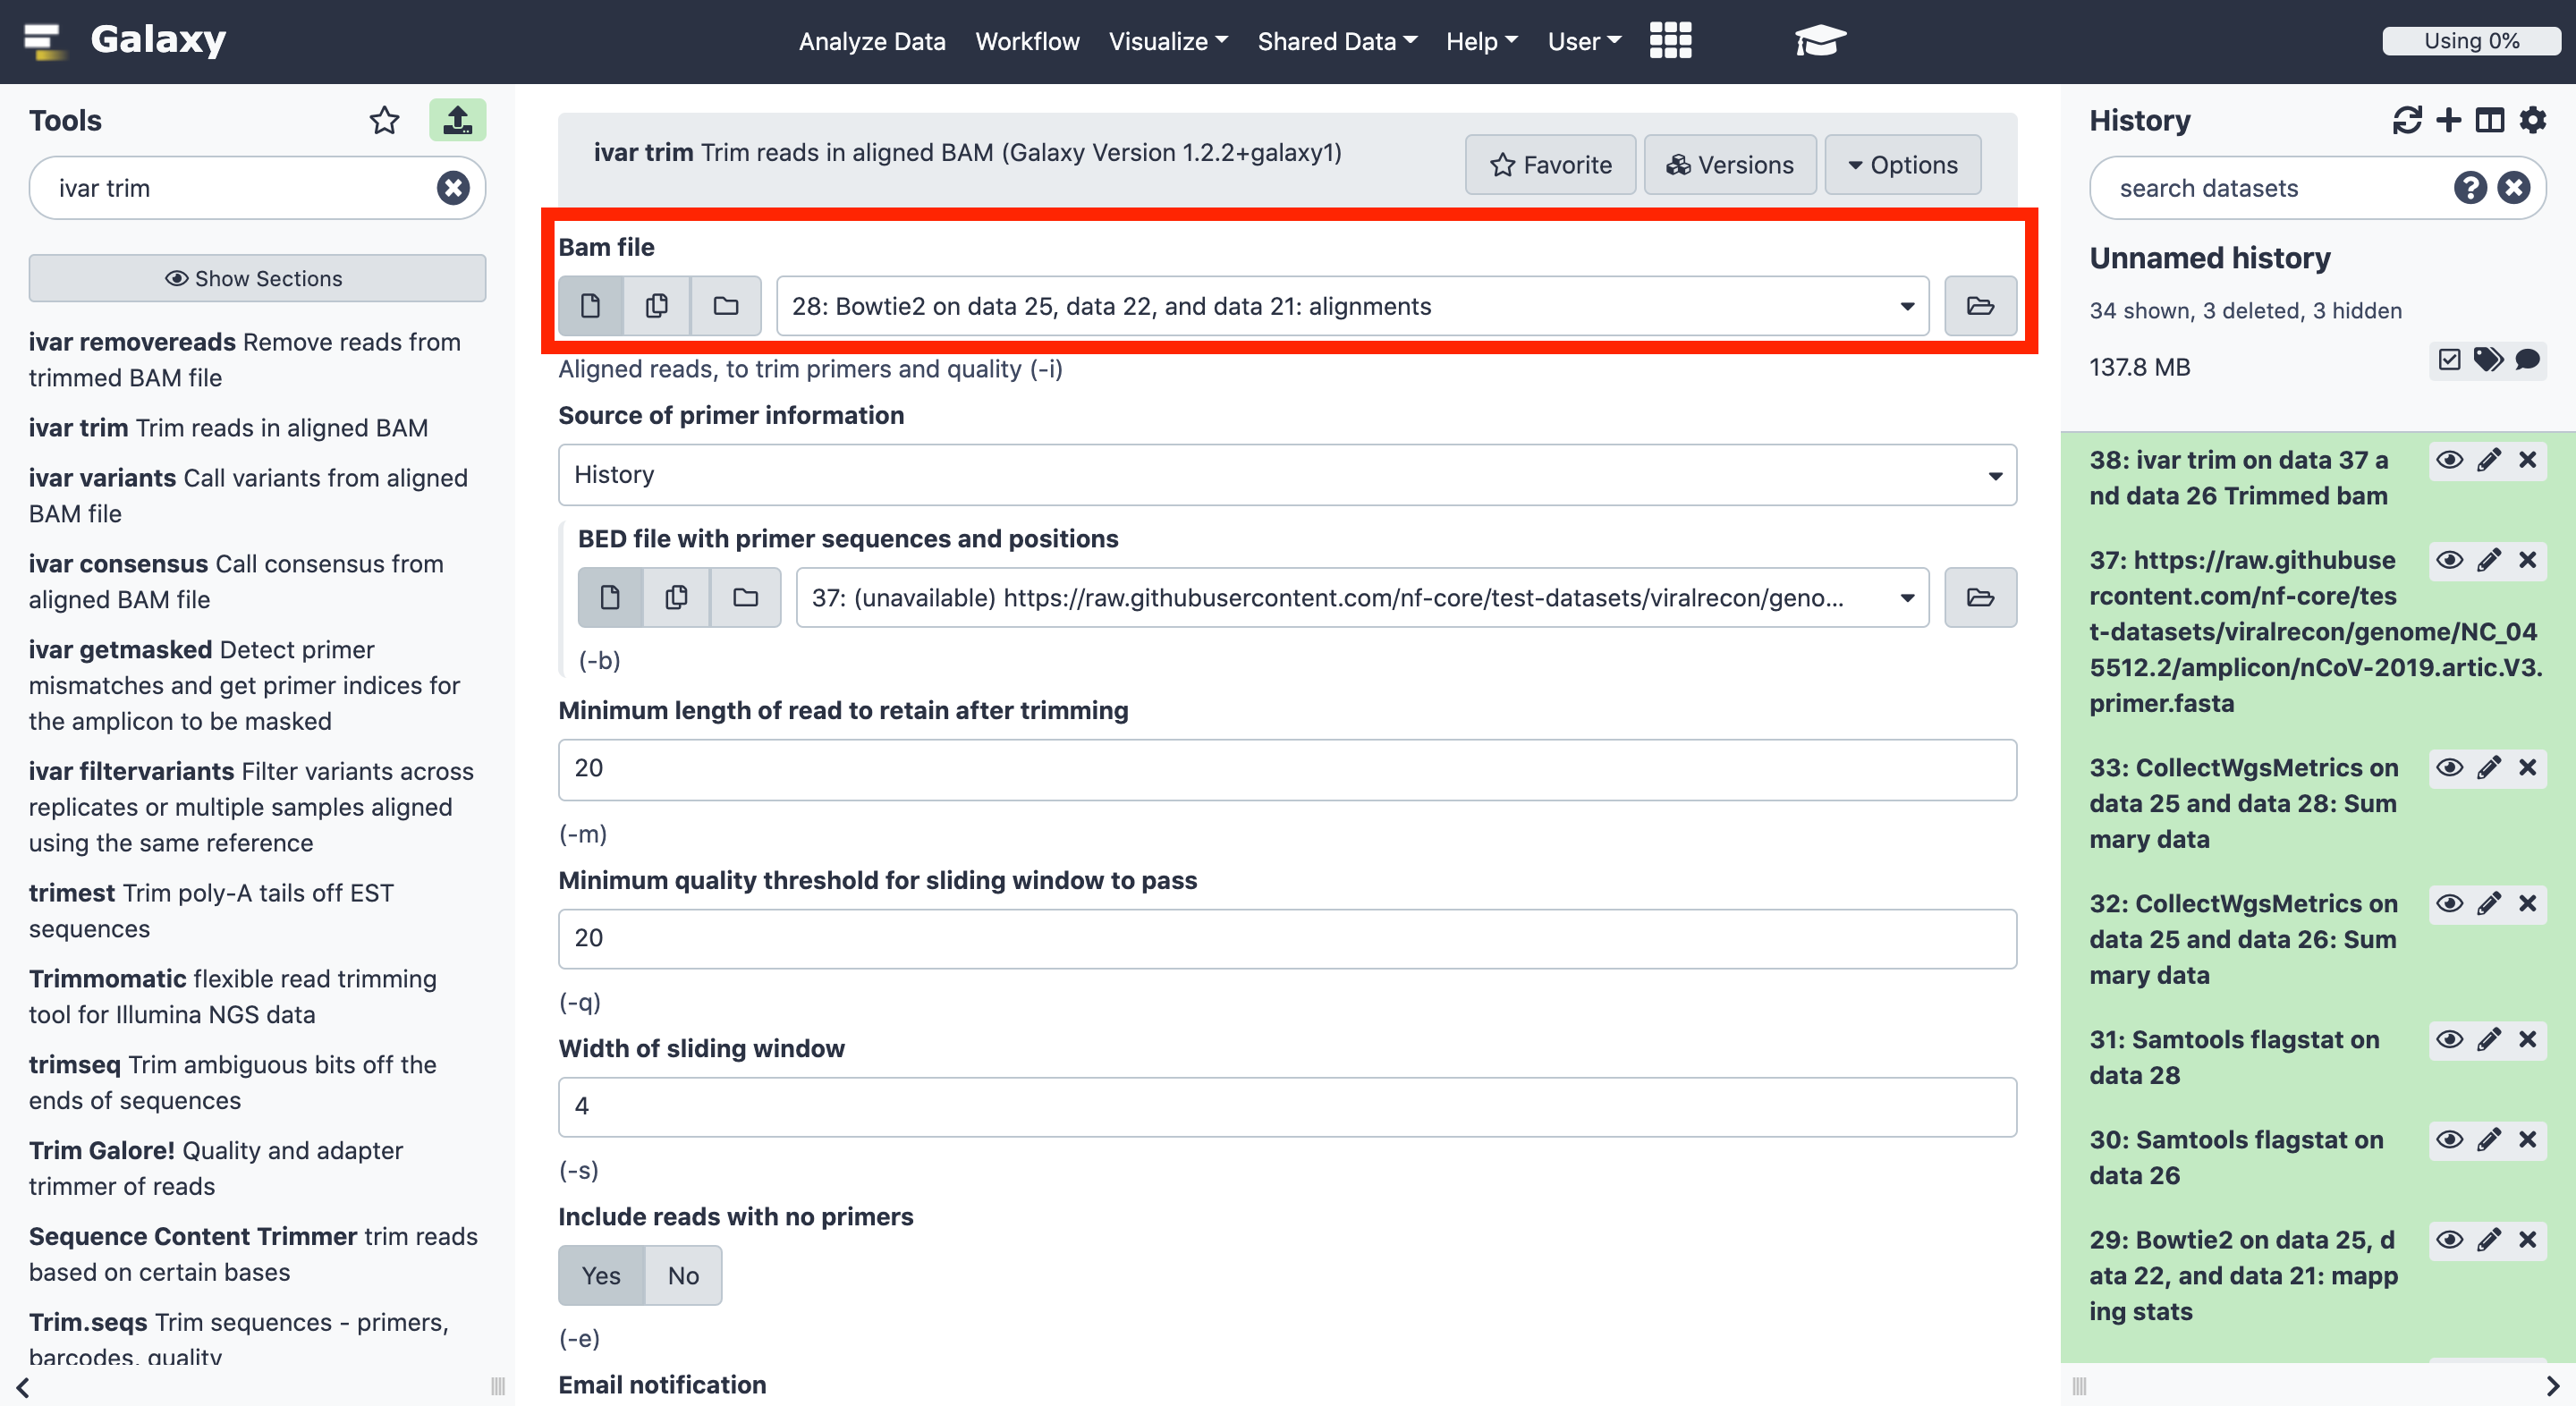 Galaxy
Analyze Data Workflow Visualize Shared Data Help User
Using 0%
Tools
ivar trim
Show Sections
ivar removereads Remove reads from
trimmed BAM file
ivar trim Trim reads in aligned BAM
ivar variants Call variants from aligned
BAM file
ivar consensus Call consensus from
aligned BAM file
ivar getmasked Detect primer
mismatches and get primer indices for
the amplicon to be masked
ivar filtervariants Filter variants across
replicates or multiple samples aligned
using the same reference
trimest Trim poly-A tails off EST
sequences
Trimmomatic flexible read trimming
tool for Illumina NGS data
trimseq Trim ambiguous bits off the
ends of sequences
Trim Galore! Quality and adapter
trimmer of reads
Sequence Content Trimmer trim reads
based on certain bases
Trim.seqs Trim sequences - primers,
barcodes, quality
ivar trim Trim reads in aligned BAM (Galaxy Version 1.2.2+galaxy1)
Favorite
Versions
Options
Bam file
28: Bowtie2 on data 25, data 22, and data 21: alignments
Aligned reads, to trim primers and quality (-i)
Source of primer information
History
BED file with primer sequences and positions
37: (unavailable) https://raw.githubusercontent.com/nf-core/test-datasets/viralrecon/geno...
(-b)
Minimum length of read to retain after trimming
20
(-m)
Minimum quality threshold for sliding window to pass
20
(-q)
Width of sliding window
4
(-s)
Include reads with no primers
Yes No
(-e)
Email notification
History
search datasets
Unnamed history
34 shown, 3 deleted, 3 hidden
137.8 MB
38: ivar trim on data 37 a
nd data 26 Trimmed bam
37: https://raw.githubuse
rcontent.com/nf-core/tes
t-datasets/viralrecon/genome/NC_04
5512.2/amplicon/nCoV-2019.artic.V3.
primer.fasta
33: CollectWgsMetrics on
data 25 and data 28: Sum
mary data
32: CollectWgsMetrics on
data 25 and data 26: Sum
mary data
31: Samtools flagstat on
data 28
30: Samtools flagstat on
data 26
29: Bowtie2 on data 25, d
ata 22, and data 21: mapp
ing stats